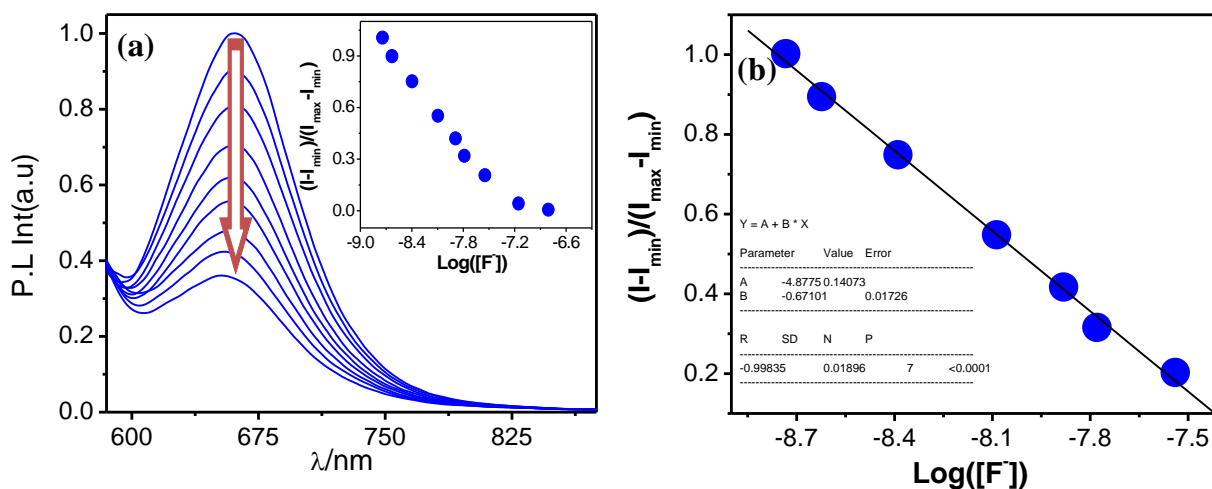 (a)
P.L Int(a.u)
1.0
0.8
0.6
0.4
0.2
0.0
600 675 750 825
λ/nm
(I-Imin)/(Imax-Imin)
0.9
0.6
0.3
0.0
-9.0 -8.4 -7.8 -7.2 -6.6
Log([F-])
(b)
(I-Imin)/(Imax-Imin)
1.0
0.8
0.6
0.4
0.2
Y = A + B * X
Parameter Value Error
A -4.8775 0.14073
B -0.67101 0.01726
R SD N P
-0.99835 0.01896 7 <0.0001
-8.7 -8.4 -8.1 -7.8 -7.5
Log([F-])